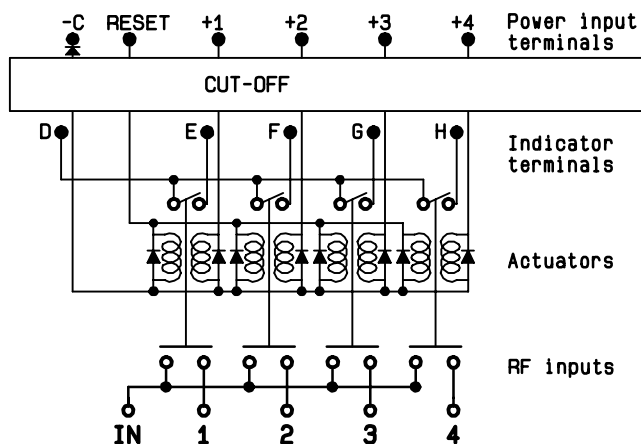 -C RESET +1 +2 +3 +4 Power input
terminals
CUT-OFF
D E F G H Indicator
terminals
Actuators
RF inputs
IN 1 2 3 4